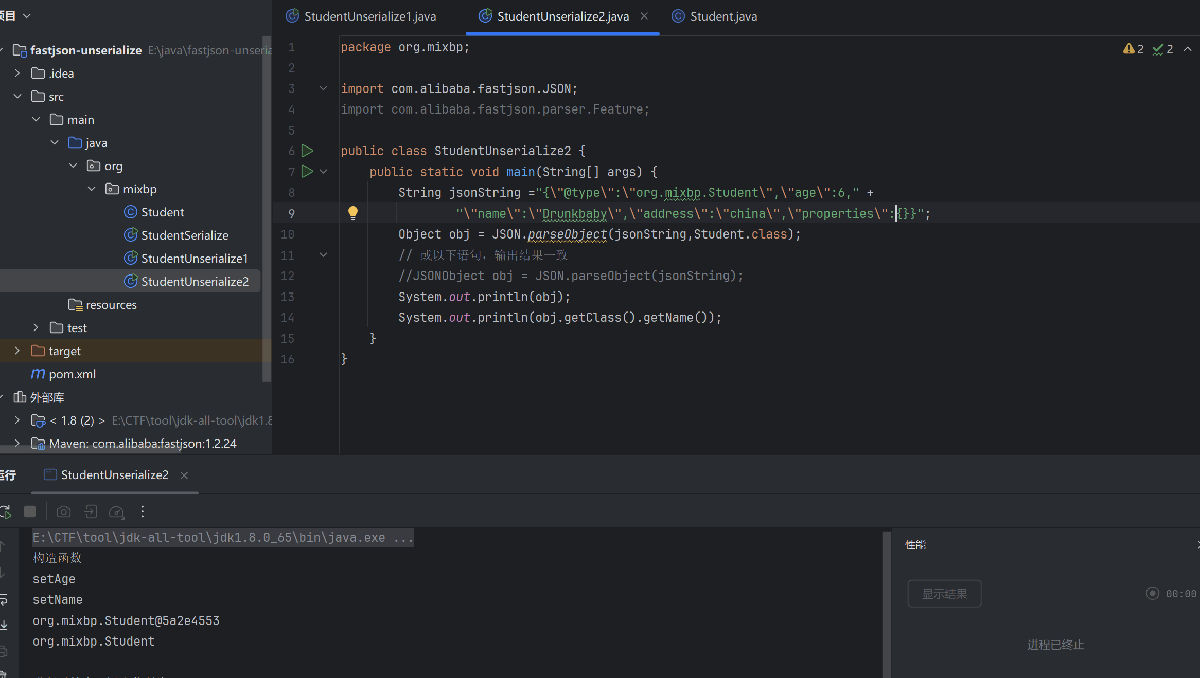 项目
StudentUnserialize1.java
StudentUnserialize2.java
Student.java
fastjson-unserialize E:\java\fastjson-unseria
.idea
src
main
java
org
mixbp
Student
StudentSerialize
StudentUnserialize1
StudentUnserialize2
resources
test
target
pom.xml
外部库
< 1.8 (2) > E:\CTF\tool\jdk-all-tool\jdk1.8
Maven: com.alibaba:fastjson:1.2.24
2 2
1 package org.mixbp;
2
3 import com.alibaba.fastjson.JSON;
4 import com.alibaba.fastjson.parser.Feature;
5
6 public class StudentUnserialize2 {
7 public static void main(String[] args) {
8 String jsonString ="{\"@type\":\"org.mixbp.Student\",\"age\":6," +
9 "\"name\":\"Drunkbaby\",\"address\":\"china\",\"properties\":{}}";
10 Object obj = JSON.parseObject(jsonString,Student.class);
11 // 或以下语句，输出结果一致
12 //JSONObject obj = JSON.parseObject(jsonString);
13 System.out.println(obj);
14 System.out.println(obj.getClass().getName());
15 }
16 }
运行
StudentUnserialize2
E:\CTF\tool\jdk-all-tool\jdk1.8.0_65\bin\java.exe ...
构造函数
setAge
setName
org.mixbp.Student@5a2e4553
org.mixbp.Student
性能
显示结果
00:00
进程已终止